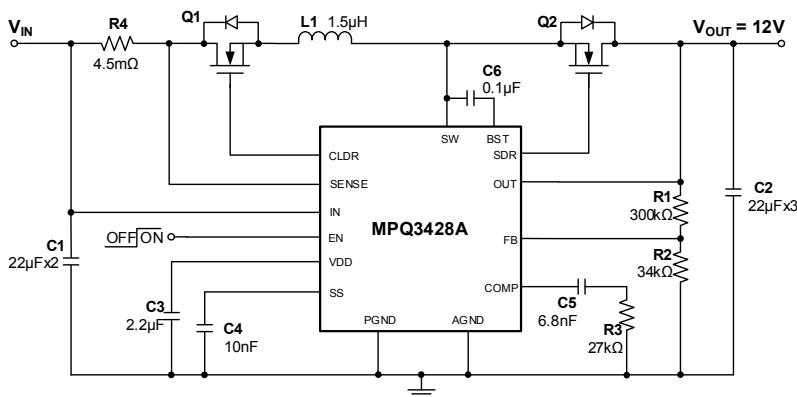 Q1
Q2
L1 1.5µH
VIN
VOUT = 12V
R4
4.5mΩ
C6
0.1µF
SW
BST
CLDR
SDR
SENSE
OUT
R1
300kΩ
C2
22µFx3
IN
MPQ3428A
OFF ON
EN
FB
C1
22µFx2
VDD
R2
34kΩ
SS
COMP
C5
6.8nF
C3
2.2µF
C4
10nF
PGND
AGND
R3
27kΩ